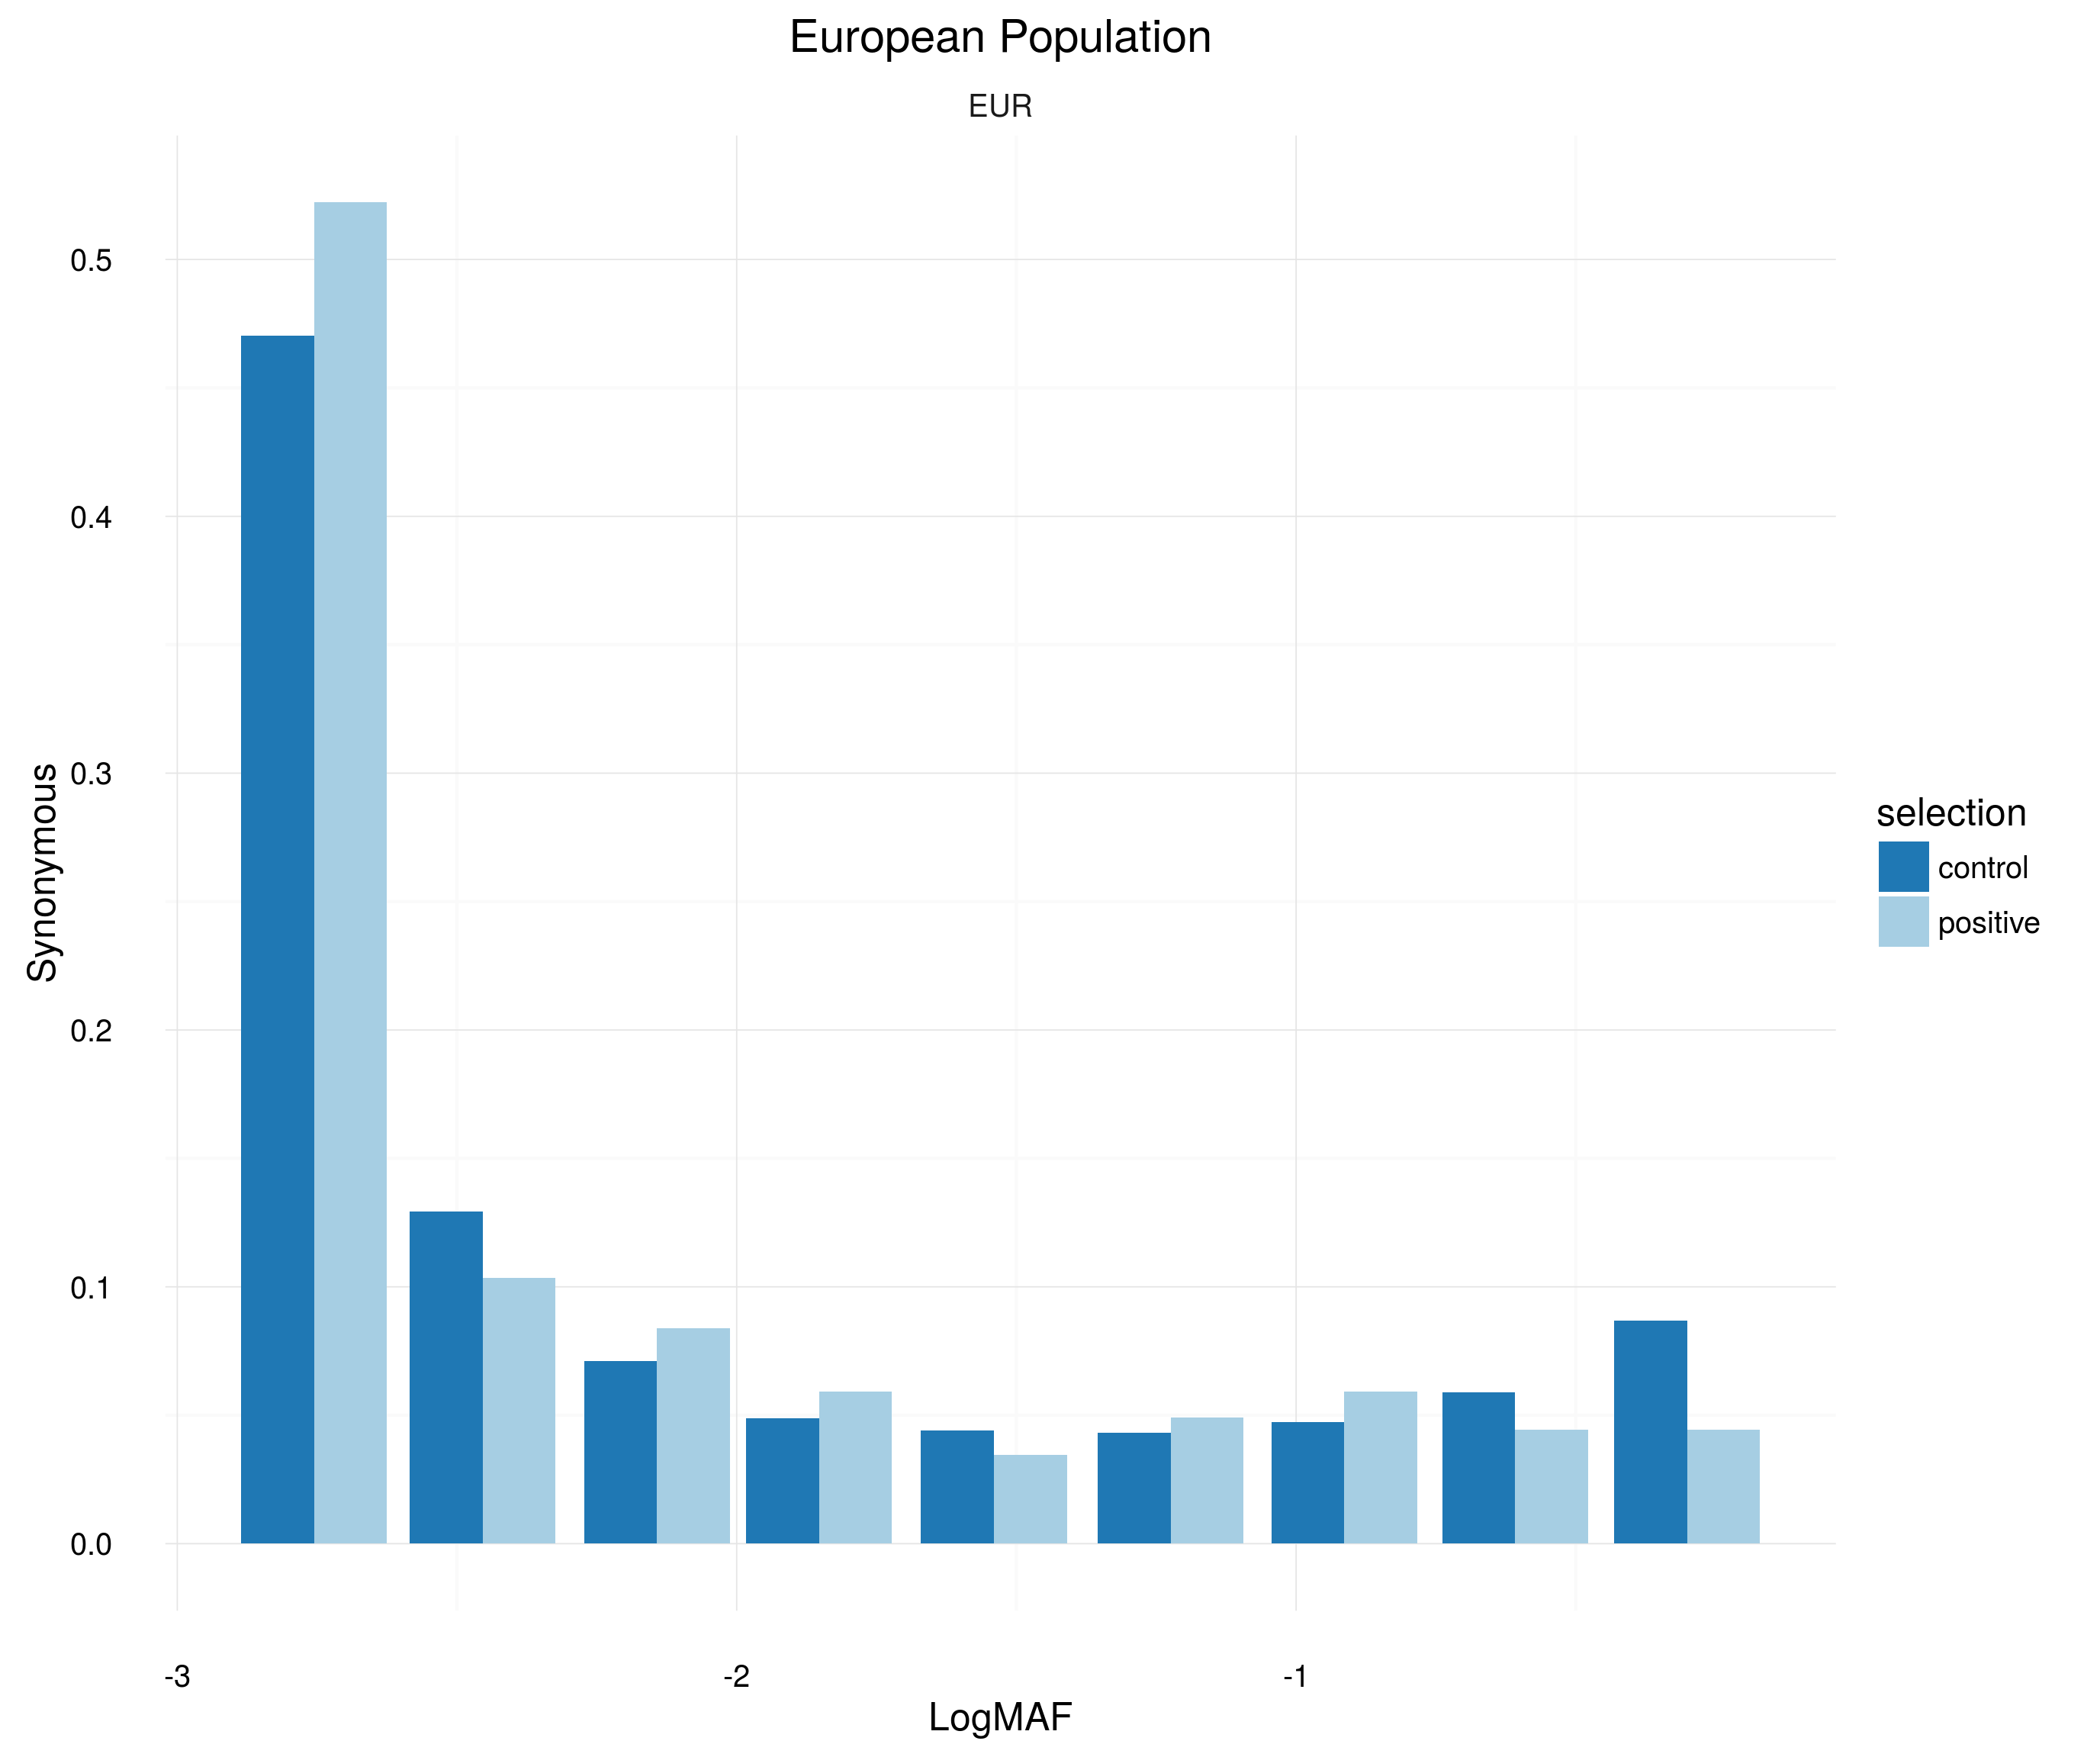 European Population
EUR
0.5
0.4
0.3
0.2
0.1
0.0
Synonymous
-3
-2
-1
LogMAF
selection
control
positive